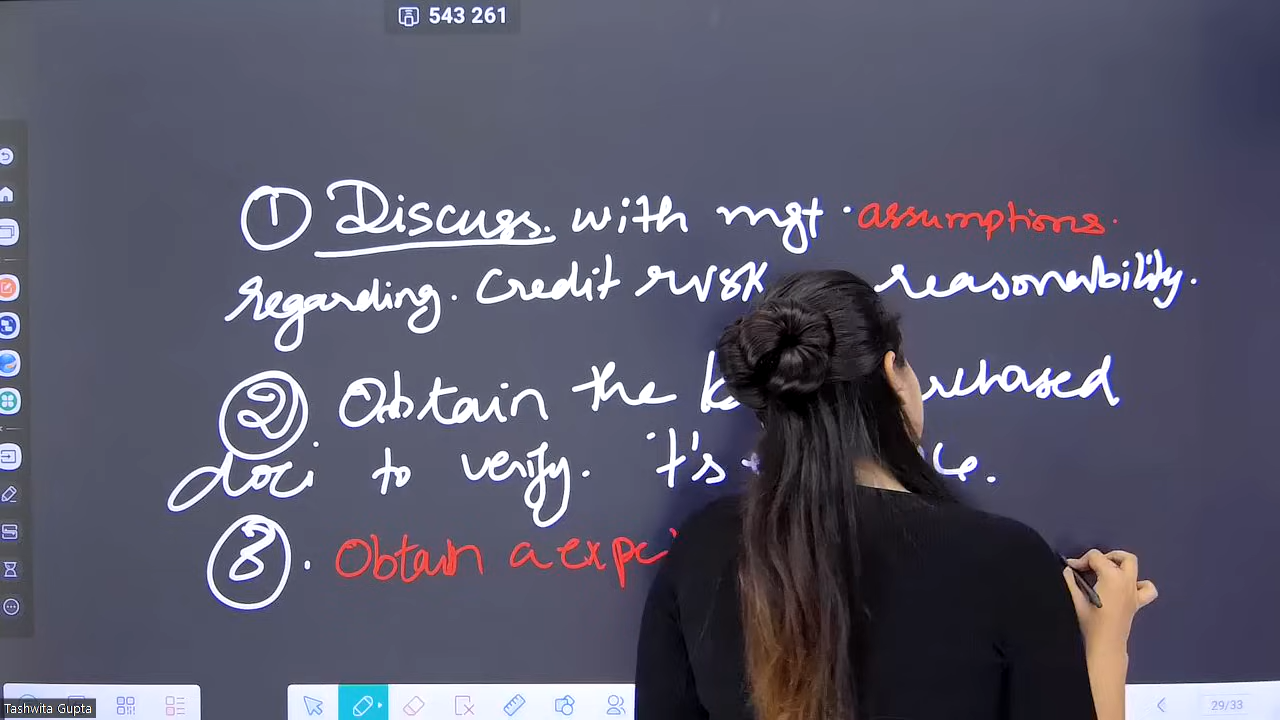 543 261
① Discuss. with mgt. assumptions.
regarding. Credit risk reasonability.
② Obtain the
doci to verify. it's
③. Obtain a
Tashwita Gupta
29/33